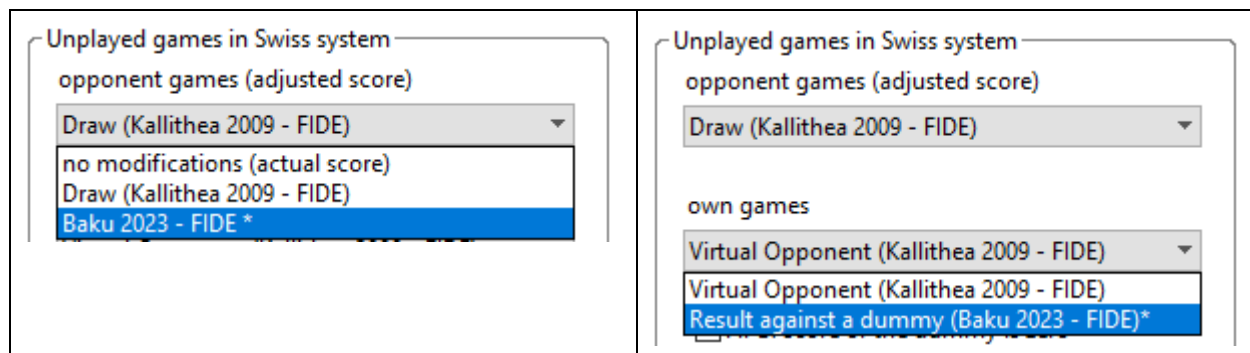 Unplayed games in Swiss system
opponent games (adjusted score)
Draw (Kallithea 2009 - FIDE)
no modifications (actual score)
Draw (Kallithea 2009 - FIDE)
Baku 2023 - FIDE *
Unplayed games in Swiss system
opponent games (adjusted score)
Draw (Kallithea 2009 - FIDE)
own games
Virtual Opponent (Kallithea 2009 - FIDE)
Virtual Opponent (Kallithea 2009 - FIDE)
Result against a dummy (Baku 2023 - FIDE)*